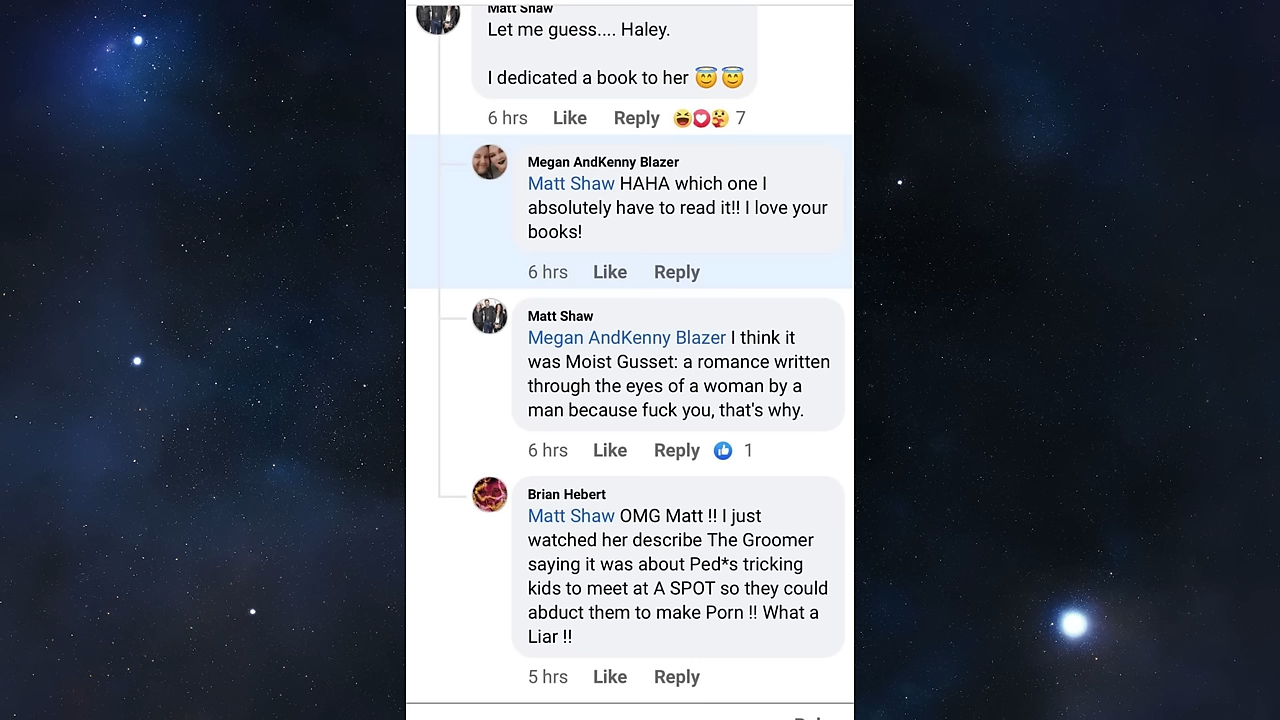 Matt Shaw
Let me guess.... Haley.
I dedicated a book to her 😇 😇
6 hrs Like Reply 7
Megan AndKenny Blazer
Matt Shaw HAHA which one I
absolutely have to read it!! I love your
books!
6 hrs Like Reply
Matt Shaw
Megan AndKenny Blazer I think it
was Moist Gusset: a romance written
through the eyes of a woman by a
man because fuck you, that's why.
6 hrs Like Reply 1
Brian Hebert
Matt Shaw OMG Matt !! I just
watched her describe The Groomer
saying it was about Ped*s tricking
kids to meet at A SPOT so they could
abduct them to make Porn !! What a
Liar !!
5 hrs Like Reply